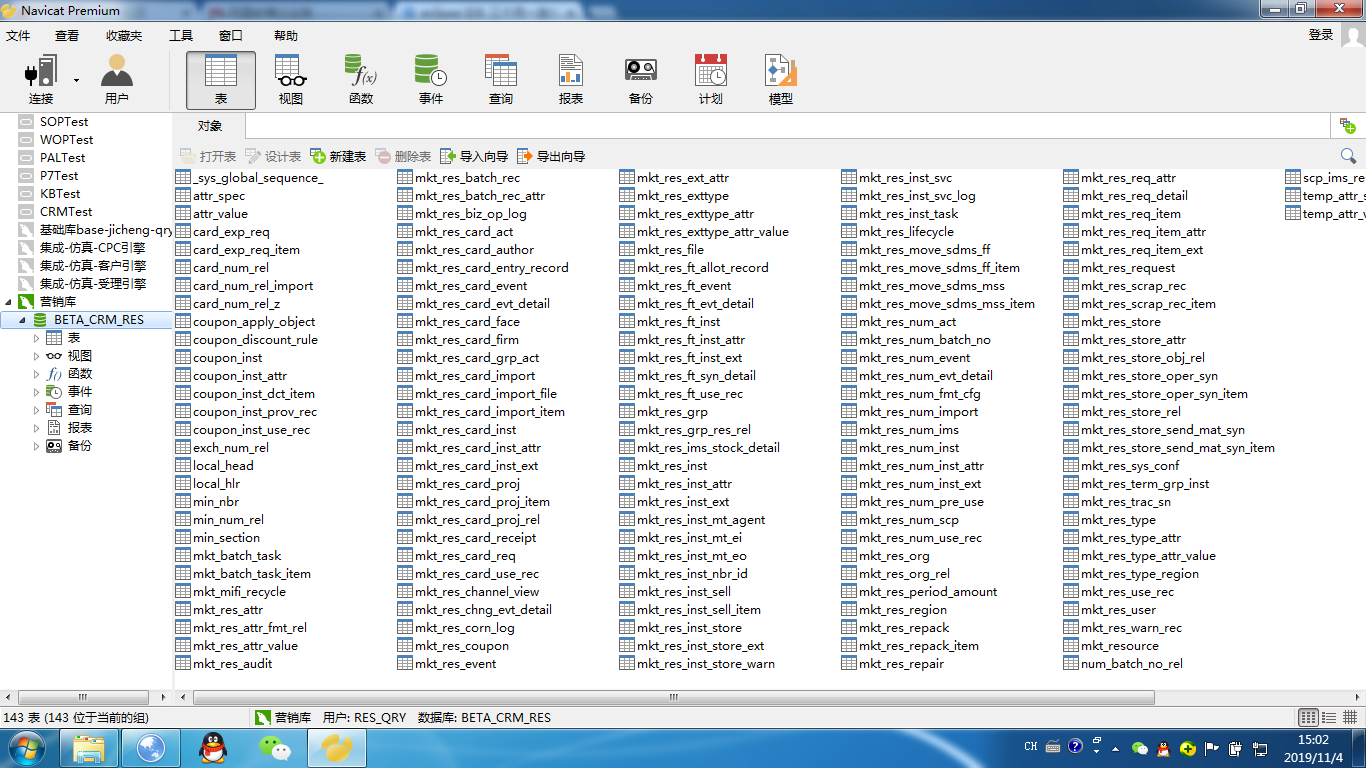 Navicat Premium
文件 查看 收藏夹 工具 窗口 帮助 登录
连接 用户 表 视图 函数 事件 查询 报表 备份 计划 模型
SOPTest
WOPTest
PALTest
P7Test
KBTest
CRMTest
基础库base-jicheng-qry
集成-仿真-CPC引擎
集成-仿真-客户引擎
集成-仿真-受理引擎
营销库
BETA_CRM_RES
表
视图
f() 函数
事件
查询
报表
备份
对象
打开表 设计表 新建表 删除表 导入向导 导出向导
_sys_global_sequence_
attr_spec
attr_value
card_exp_req
card_exp_req_item
card_num_rel
card_num_rel_import
card_num_rel_z
coupon_apply_object
coupon_discount_rule
coupon_inst
coupon_inst_attr
coupon_inst_dct_item
coupon_inst_prov_rec
coupon_inst_use_rec
exch_num_rel
local_head
local_hlr
min_nbr
min_num_rel
min_section
mkt_batch_task
mkt_batch_task_item
mkt_mifi_recycle
mkt_res_attr
mkt_res_attr_fmt_rel
mkt_res_attr_value
mkt_res_audit
mkt_res_batch_rec
mkt_res_batch_rec_attr
mkt_res_biz_op_log
mkt_res_card_act
mkt_res_card_author
mkt_res_card_entry_record
mkt_res_card_event
mkt_res_card_evt_detail
mkt_res_card_face
mkt_res_card_firm
mkt_res_card_grp_act
mkt_res_card_import
mkt_res_card_import_file
mkt_res_card_import_item
mkt_res_card_inst
mkt_res_card_inst_attr
mkt_res_card_inst_ext
mkt_res_card_proj
mkt_res_card_proj_item
mkt_res_card_proj_rel
mkt_res_card_receipt
mkt_res_card_req
mkt_res_card_use_rec
mkt_res_channel_view
mkt_res_chng_evt_detail
mkt_res_corn_log
mkt_res_coupon
mkt_res_event
mkt_res_ext_attr
mkt_res_exttype
mkt_res_exttype_attr
mkt_res_exttype_attr_value
mkt_res_file
mkt_res_ft_allot_record
mkt_res_ft_event
mkt_res_ft_evt_detail
mkt_res_ft_inst
mkt_res_ft_inst_attr
mkt_res_ft_inst_ext
mkt_res_ft_syn_detail
mkt_res_ft_use_rec
mkt_res_grp
mkt_res_grp_res_rel
mkt_res_ims_stock_detail
mkt_res_inst
mkt_res_inst_attr
mkt_res_inst_ext
mkt_res_inst_mt_agent
mkt_res_inst_mt_ei
mkt_res_inst_mt_eo
mkt_res_inst_nbr_id
mkt_res_inst_sell
mkt_res_inst_sell_item
mkt_res_inst_store
mkt_res_inst_store_ext
mkt_res_inst_store_warn
mkt_res_inst_svc
mkt_res_inst_svc_log
mkt_res_inst_task
mkt_res_lifecycle
mkt_res_move_sdms_ff
mkt_res_move_sdms_ff_item
mkt_res_move_sdms_mss
mkt_res_move_sdms_mss_item
mkt_res_num_act
mkt_res_num_batch_no
mkt_res_num_event
mkt_res_num_evt_detail
mkt_res_num_fmt_cfg
mkt_res_num_import
mkt_res_num_ims
mkt_res_num_inst
mkt_res_num_inst_attr
mkt_res_num_inst_ext
mkt_res_num_pre_use
mkt_res_num_scp
mkt_res_num_use_rec
mkt_res_org
mkt_res_org_rel
mkt_res_period_amount
mkt_res_region
mkt_res_repack
mkt_res_repack_item
mkt_res_repair
mkt_res_req_attr
mkt_res_req_detail
mkt_res_req_item
mkt_res_req_item_attr
mkt_res_req_item_ext
mkt_res_request
mkt_res_scrap_rec
mkt_res_scrap_rec_item
mkt_res_store
mkt_res_store_attr
mkt_res_store_obj_rel
mkt_res_store_oper_syn
mkt_res_store_oper_syn_item
mkt_res_store_rel
mkt_res_store_send_mat_syn
mkt_res_store_send_mat_syn_item
mkt_res_sys_conf
mkt_res_term_grp_inst
mkt_res_trac_sn
mkt_res_type
mkt_res_type_attr
mkt_res_type_attr_value
mkt_res_type_region
mkt_res_use_rec
mkt_res_user
mkt_res_warn_rec
mkt_resource
num_batch_no_rel
scp_ims_re
temp_attr_s
temp_attr_v
143 表 (143 位于当前的组) 营销库 用户: RES_QRY 数据库: BETA_CRM_RES
CH 15:02
2019/11/4